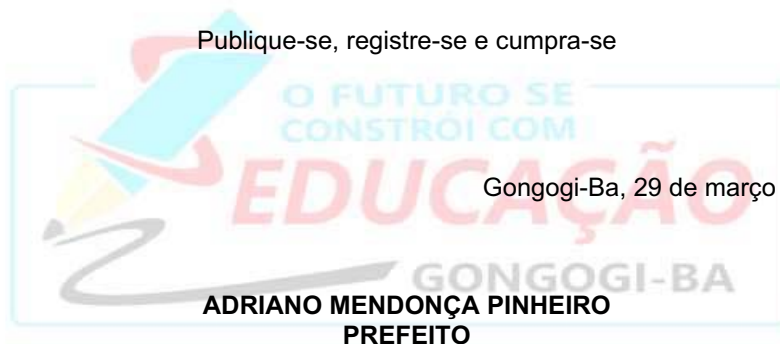 Publique-se, registre-se e cumpra-se
O FUTURO SE
CONSTRÓI COM
EDUCAÇÃO
Gongogi-Ba, 29 de março
GONGOGI-BA
ADRIANO MENDONÇA PINHEIRO
PREFEITO